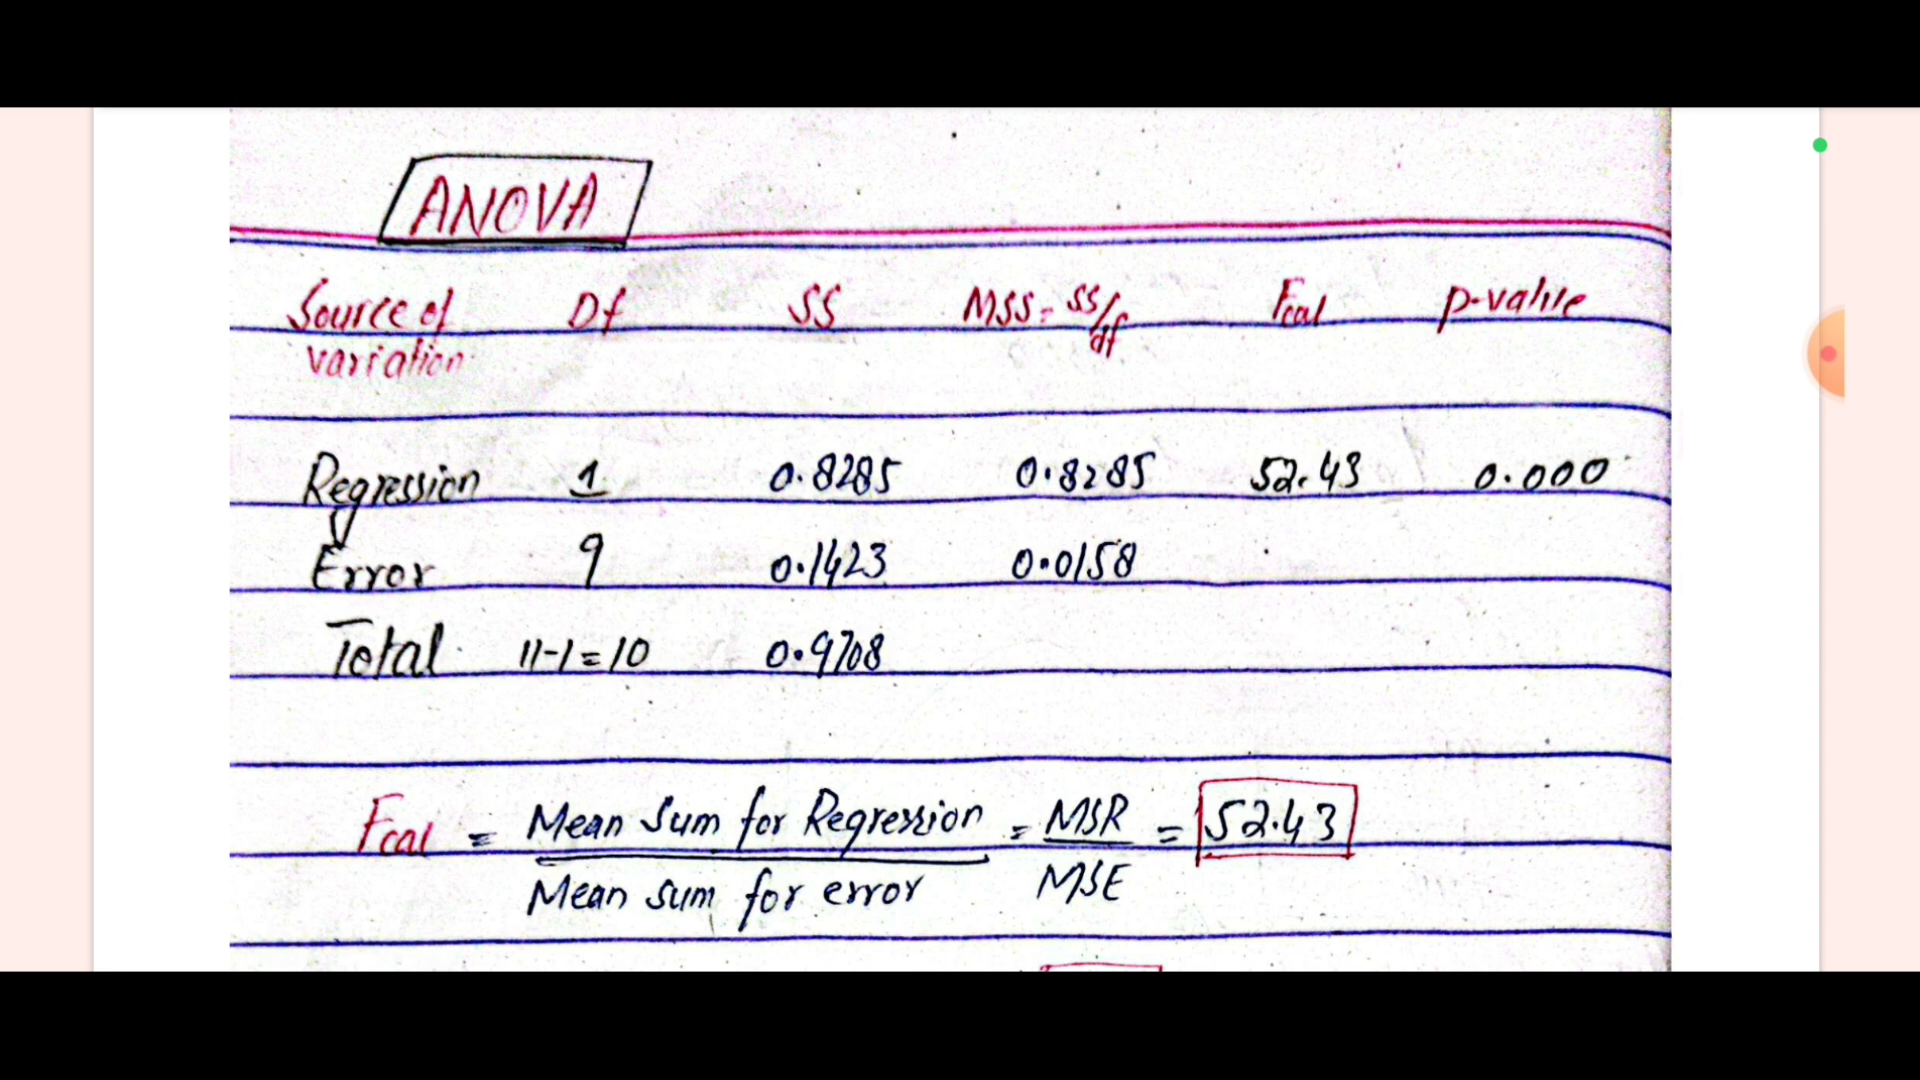 ANOVA
Source of Df SS MSS = SS/df Fcal p-value
variation
Regression 1 0.8285 0.8285 52.43 0.000
Error 9 0.1423 0.0158
Total 11-1=10 0.9708
Fcal = Mean Sum for Regression = MSR = 52.43
Mean sum for error MSE